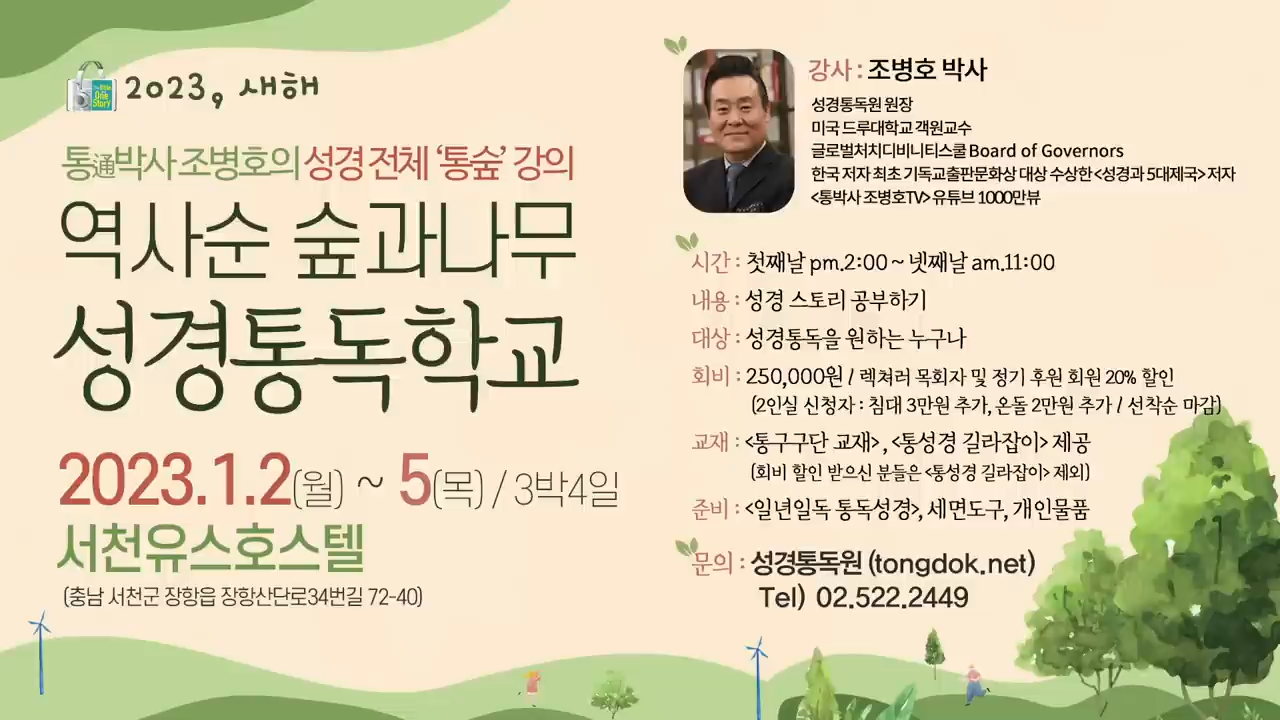 2023, 새해
통通박사 조병호의 성경 전체 ‘통숲’ 강의
역사순 숲과나무
성경통독학교
2023.1.2(월) ~ 5(목) / 3박4일
서천유스호스텔
(충남 서천군 장항읍 장항산단로34번길 72-40)
강사 : 조병호 박사
성경통독원 원장
미국 드루대학교 객원교수
글로벌처치디비니티스쿨 Board of Governors
한국 저자 최초 기독교출판문화상 대상 수상한 <성경과 5대제국> 저자
<통박사 조병호TV> 유튜브 1000만뷰
시간 : 첫째날 pm.2:00 ~ 넷째날 am.11:00
내용 : 성경 스토리 공부하기
대상 : 성경통독을 원하는 누구나
회비 : 250,000원 / 렉쳐러 목회자 및 정기 후원 회원 20% 할인
(2인실 신청자 : 침대 3만원 추가, 온돌 2만원 추가 / 선착순 마감)
교재 : <통구구단 교재> , <통성경 길라잡이> 제공
(회비 할인 받으신 분들은 <통성경 길라잡이> 제외)
준비 : <일년일독 통독성경>, 세면도구, 개인물품
문의 : 성경통독원 (tongdok.net)
Tel) 02.522.2449
One
Story